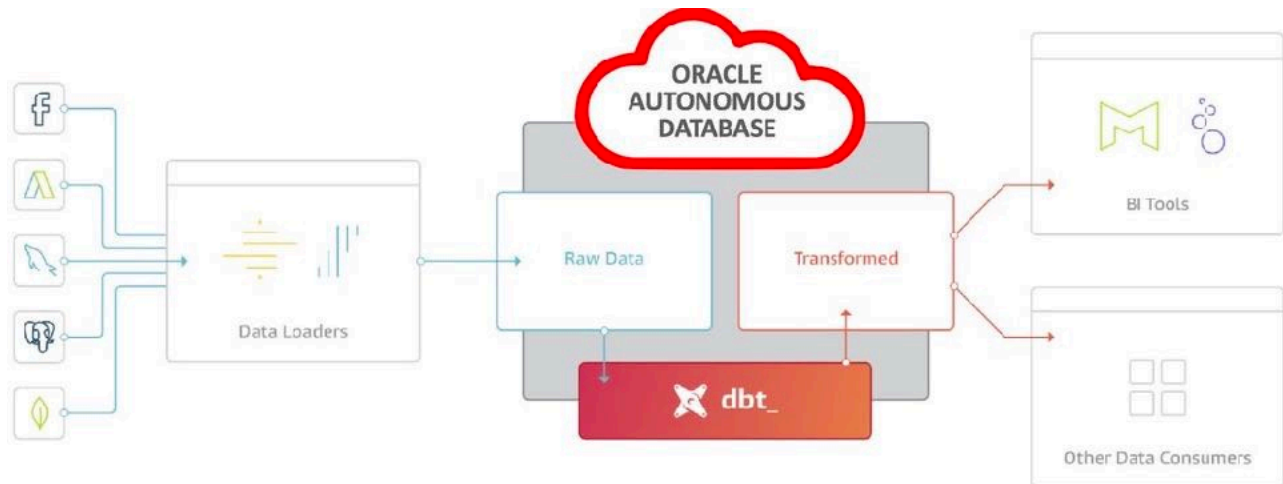 ORACLE
AUTONOMOUS
DATABASE
Data Loaders
Raw Data
Transformed
dbt_
BI Tools
Other Data Consumers